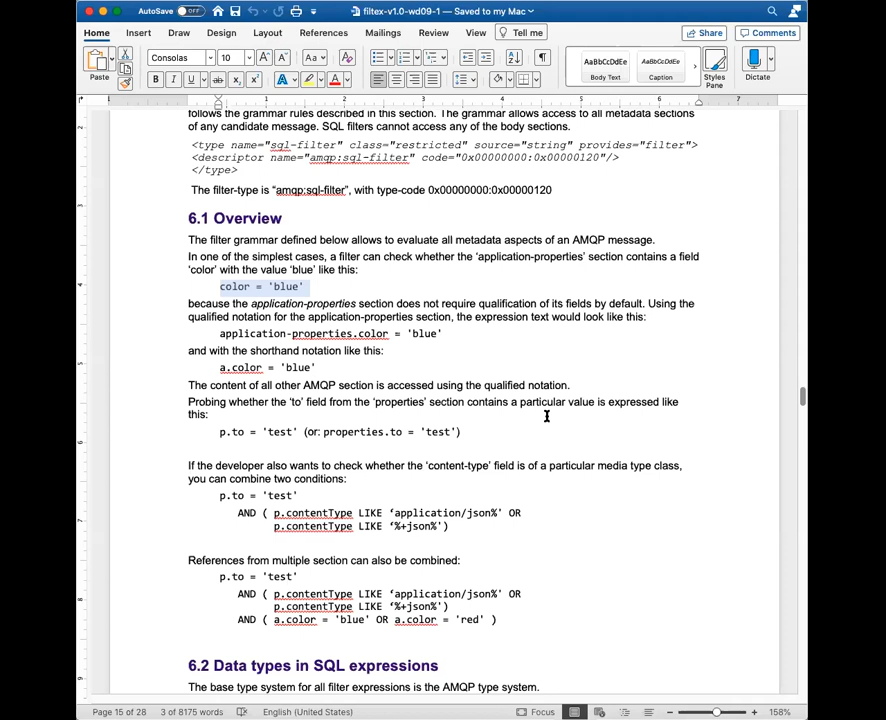 AutoSave OFF filtex-v1.0-wd09-1 — Saved to my Mac
Home Insert Draw Design Layout References Mailings Review View Tell me Share Comments
Paste Consolas 10 A A Aa B I U ab x₂ x² A A AaBbCcDdEe Body Text AaBbCcDdEe Caption Styles Pane Dictate
1 1 2 3 4 5 6 7
follows the grammar rules described in this section. The grammar allows access to all metadata sections
of any candidate message. SQL filters cannot access any of the body sections.
<type name="sql-filter" class="restricted" source="string" provides="filter">
<descriptor name="amqp:sql-filter" code="0x00000000:0x00000120"/>
</type>
The filter-type is “amqp:sql-filter”, with type-code 0x00000000:0x00000120
6.1 Overview
The filter grammar defined below allows to evaluate all metadata aspects of an AMQP message.
In one of the simplest cases, a filter can check whether the ‘application-properties’ section contains a field
‘color’ with the value ‘blue’ like this:
color = 'blue'
because the application-properties section does not require qualification of its fields by default. Using the
qualified notation for the application-properties section, the expression text would look like this:
application-properties.color = 'blue'
and with the shorthand notation like this:
a.color = 'blue'
The content of all other AMQP section is accessed using the qualified notation.
Probing whether the ‘to’ field from the ‘properties’ section contains a particular value is expressed like
this:
p.to = 'test' (or: properties.to = 'test')
If the developer also wants to check whether the ‘content-type’ field is of a particular media type class,
you can combine two conditions:
p.to = 'test'
AND ( p.contentType LIKE ‘application/json%' OR
p.contentType LIKE ‘%+json%')
References from multiple section can also be combined:
p.to = 'test'
AND ( p.contentType LIKE ‘application/json%' OR
p.contentType LIKE ‘%+json%')
AND ( a.color = 'blue' OR a.color = 'red' )
6.2 Data types in SQL expressions
The base type system for all filter expressions is the AMQP type system.
Page 15 of 28 3 of 8175 words English (United States) Focus 158%